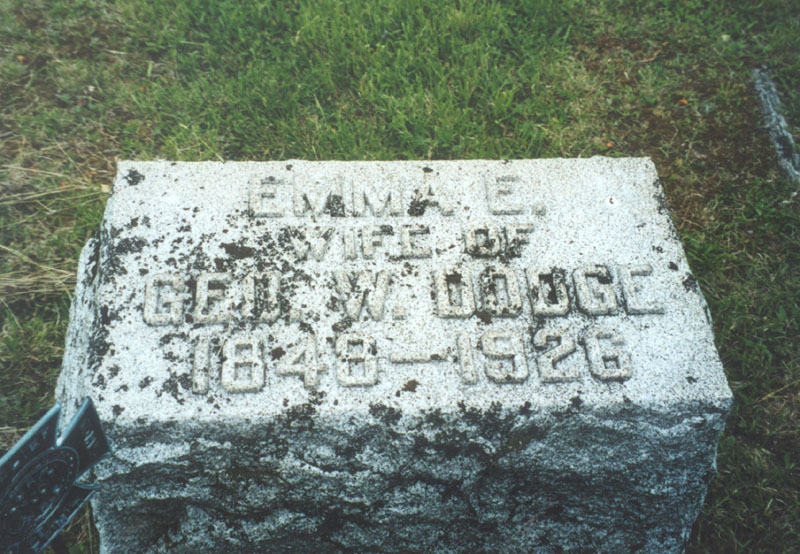 EMMA E.
WIFE OF
GEO. W. DODGE
1848–1926